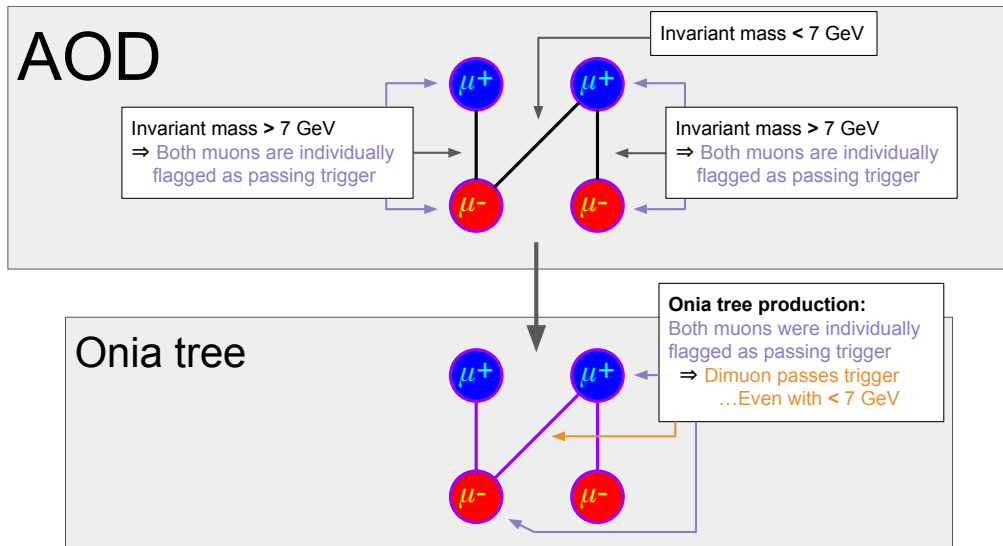 AOD
Invariant mass < 7 GeV
μ+
μ+
Invariant mass > 7 GeV
⇒ Both muons are individually
flagged as passing trigger
Invariant mass > 7 GeV
⇒ Both muons are individually
flagged as passing trigger
μ-
μ-
Onia tree
Onia tree production:
Both muons were individually
flagged as passing trigger
⇒ Dimuon passes trigger
…Even with < 7 GeV
μ+
μ+
μ-
μ-